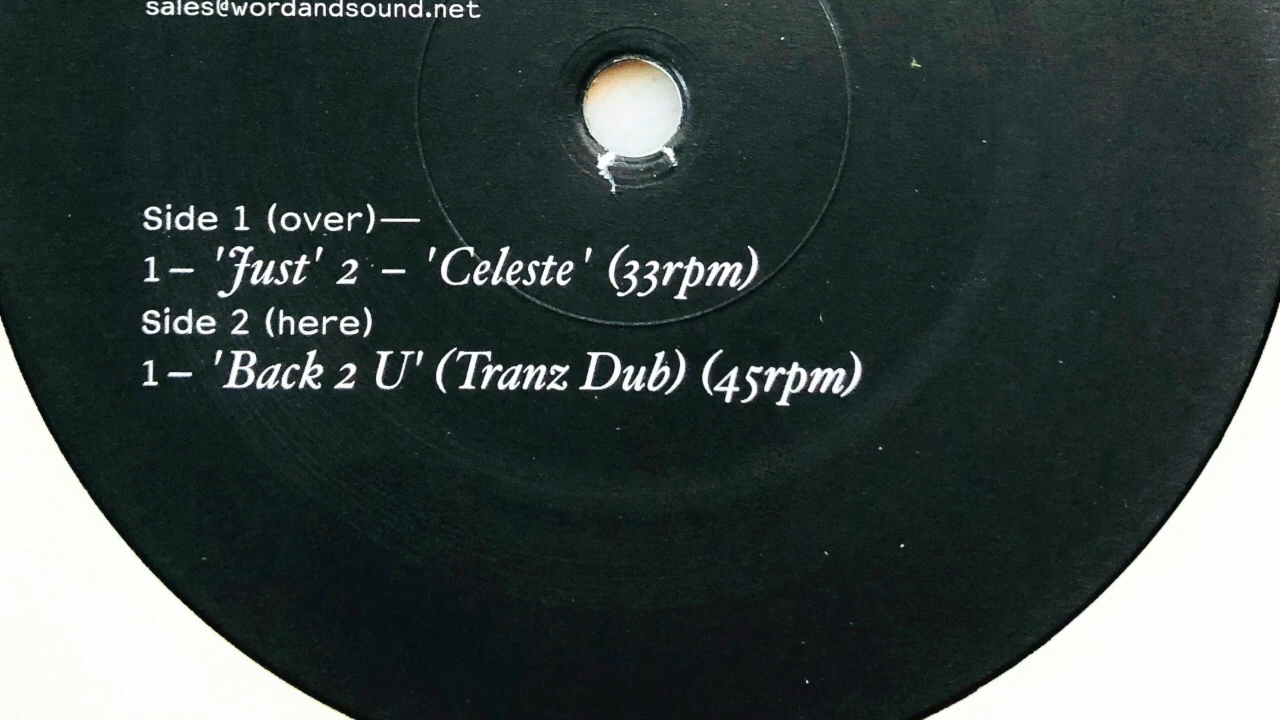 sales@wordandsound.net
Side 1 (over)—
1– 'Just' 2 – 'Celeste' (33rpm)
Side 2 (here)
1– 'Back 2 U' (Tranz Dub) (45rpm)